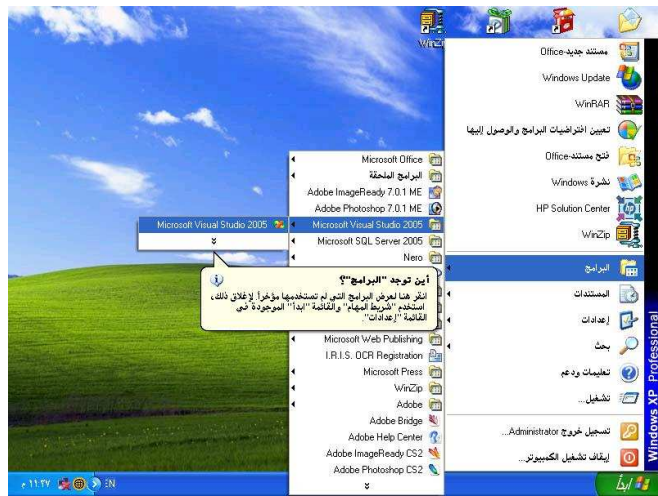 WinZip
مستند جديد-Office
Windows Update
WinRAR
تعيين افتراضيات البرامج والوصول إليها
فتح مستند-Office
نشرة Windows
HP Solution Center
WinZip
البرامج
المستندات
إعدادات
بحث
تعليمات ودعم
تشغيل...
تسجيل خروج Administrator...
إيقاف تشغيل الكمبيوتر...
Windows XP Professional
Microsoft Office
البرامج الملحقة
Adobe ImageReady 7.0.1 ME
Adobe Photoshop 7.0.1 ME
Microsoft Visual Studio 2005
Microsoft SQL Server 2005
Nero
Microsoft Web Publishing
I.R.I.S. OCR Registration
Microsoft Press
WinZip
Adobe
Adobe Bridge
Adobe Help Center
Adobe ImageReady CS2
Adobe Photoshop CS2
Microsoft Visual Studio 2005
أين توجد "البرامج"؟
انقر هنا لعرض البرامج التي لم تستخدمها مؤخراً. لإغلاق ذلك،
استخدم "شريط المهام" والقائمة "ابدأ" الموجودة في
القائمة "إعدادات".
ابدأ
EN
١١:٢٧ م